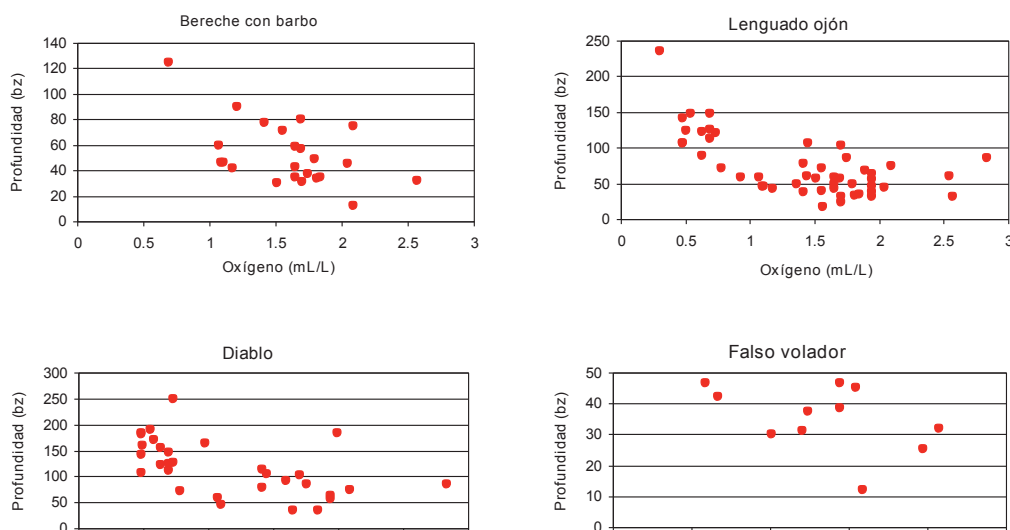 Bereche con barbo
Profundidad (bz)
140
120
100
80
60
40
20
0
0 0.5 1 1.5 2 2.5 3
Oxígeno (mL/L)
Lenguado ojón
Profundidad (bz)
250
200
150
100
50
0
0 0.5 1 1.5 2 2.5 3
Oxígeno (mL/L)
Diablo
Profundidad (bz)
300
250
200
150
100
50
0
Falso volador
Profundidad (bz)
50
40
30
20
10
0